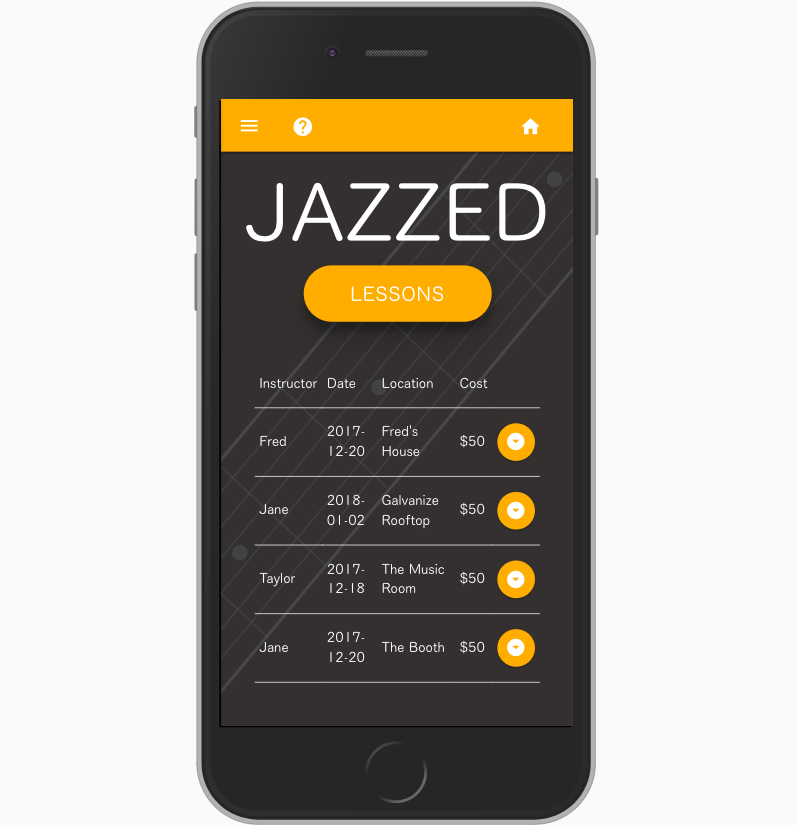 JAZZED
LESSONS
Instructor Date Location Cost
Fred 2017-12-20 Fred's House $50
Jane 2018-01-02 Galvanize Rooftop $50
Taylor 2017-12-18 The Music Room $50
Jane 2017-12-20 The Booth $50